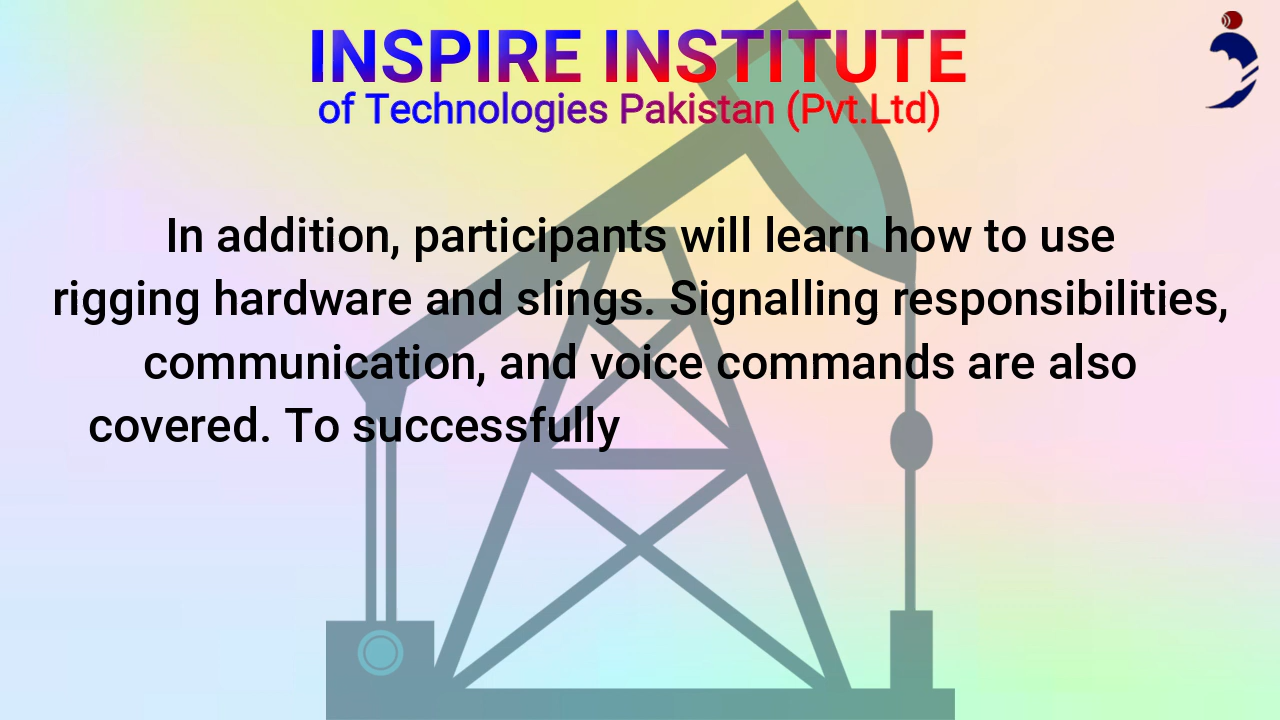 INSPIRE INSTITUTE
of Technologies Pakistan (Pvt.Ltd)
In addition, participants will learn how to use
rigging hardware and slings. Signalling responsibilities,
communication, and voice commands are also
covered. To successfully